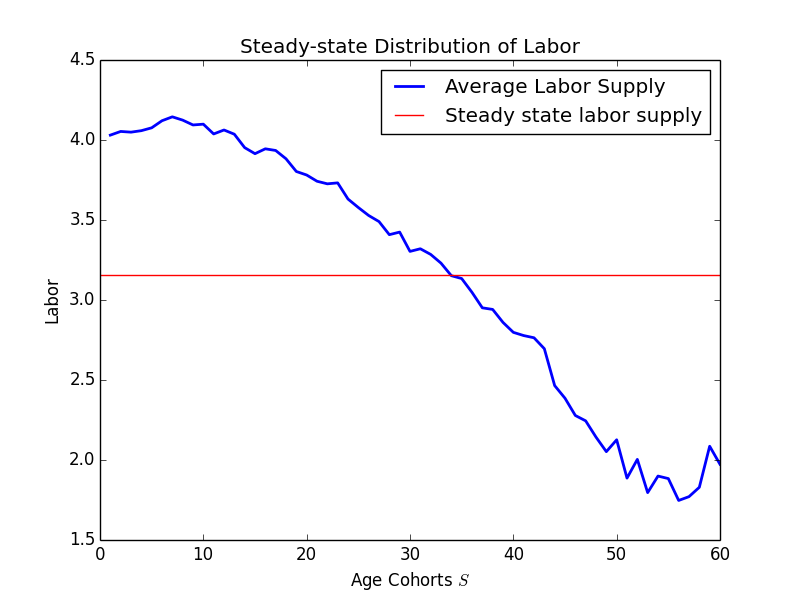 Steady-state Distribution of Labor
4.5
4.0
3.5
3.0
2.5
2.0
1.5
Labor
Average Labor Supply
Steady state labor supply
0 10 20 30 40 50 60
Age Cohorts S